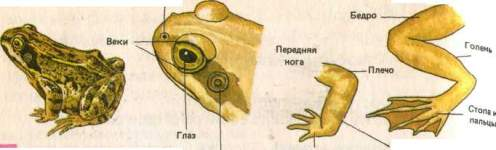 Веки
Глаз
Передняя
нога
Плечо
Бедро
Голень
Стопа и
пальцы